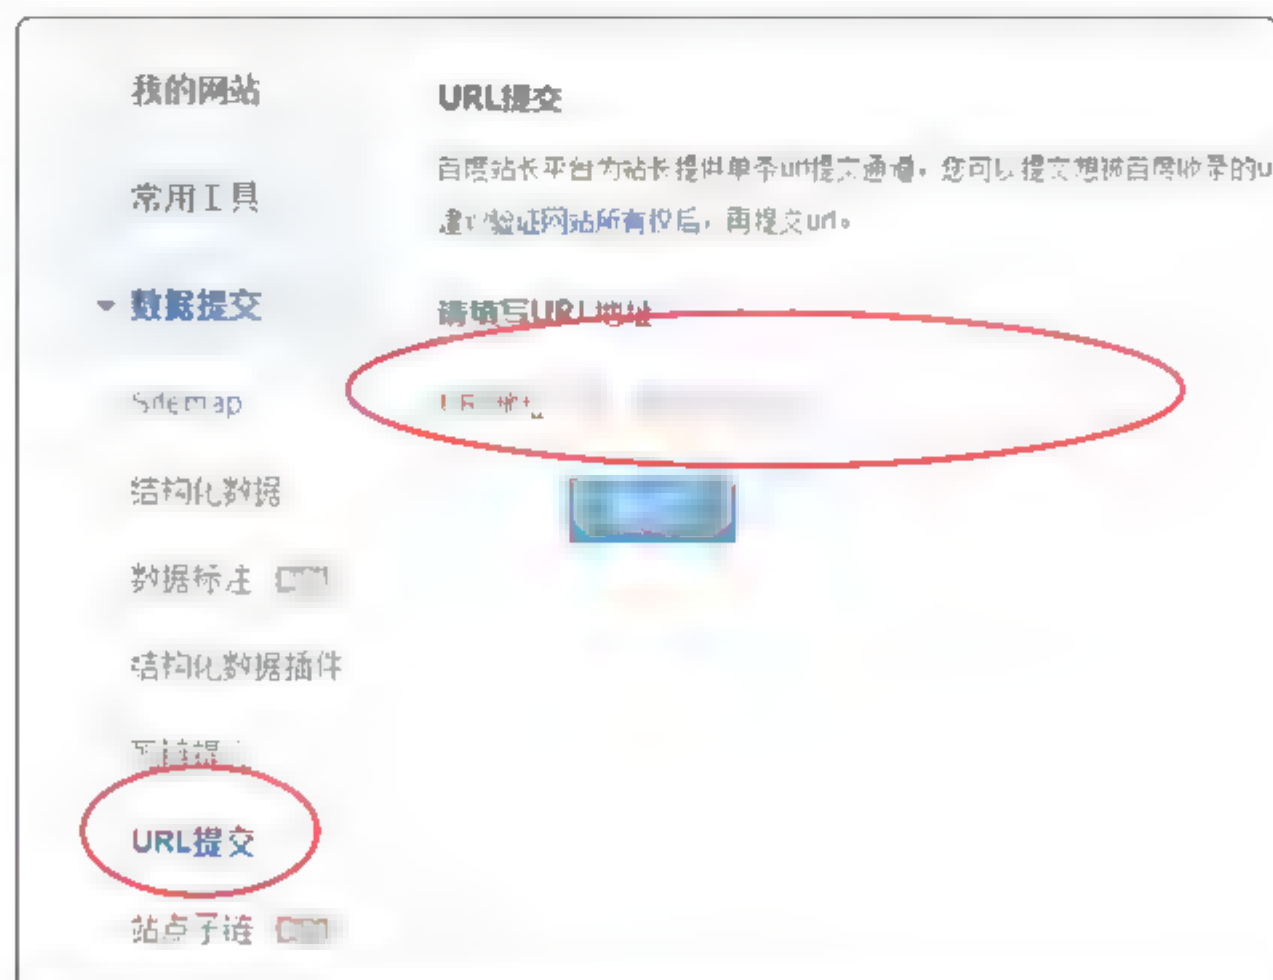 我的网站
常用工具
数据提交
Sitemap
结构化数据
数据标注
结构化数据插件
URL提交
站点子链
URL提交
百度站长平台为站长提供单条url提交通道，您可以提交想被百度收录的u
建议验证网站所有权后，再提交url。
请填写URL地址